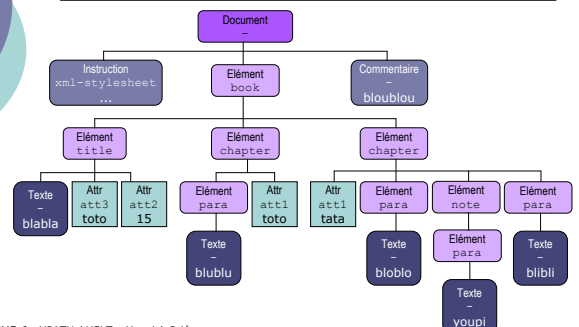 Document
–
Instruction
xml-stylesheet
...
Elément
book
Commentaire
–
bloublou
Elément
title
Elément
chapter
Elément
chapter
Texte
–
blabla
Attr
att3
toto
Attr
att2
15
Elément
para
Attr
att1
toto
Attr
att1
tata
Elément
para
Elément
note
Elément
para
Texte
–
blublu
Texte
–
bloblo
Elément
para
Texte
–
blibli
Texte
–
youpi